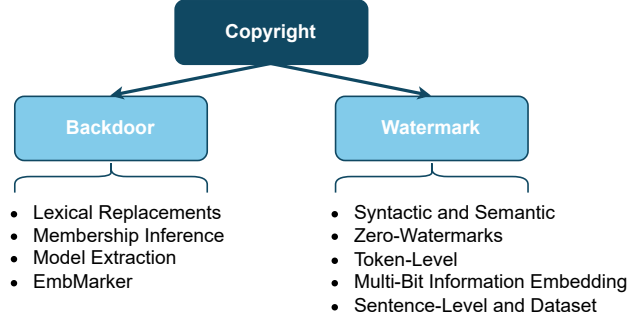 Copyright
Backdoor
Watermark
• Lexical Replacements
• Membership Inference
• Model Extraction
• EmbMarker
• Syntactic and Semantic
• Zero-Watermarks
• Token-Level
• Multi-Bit Information Embedding
• Sentence-Level and Dataset